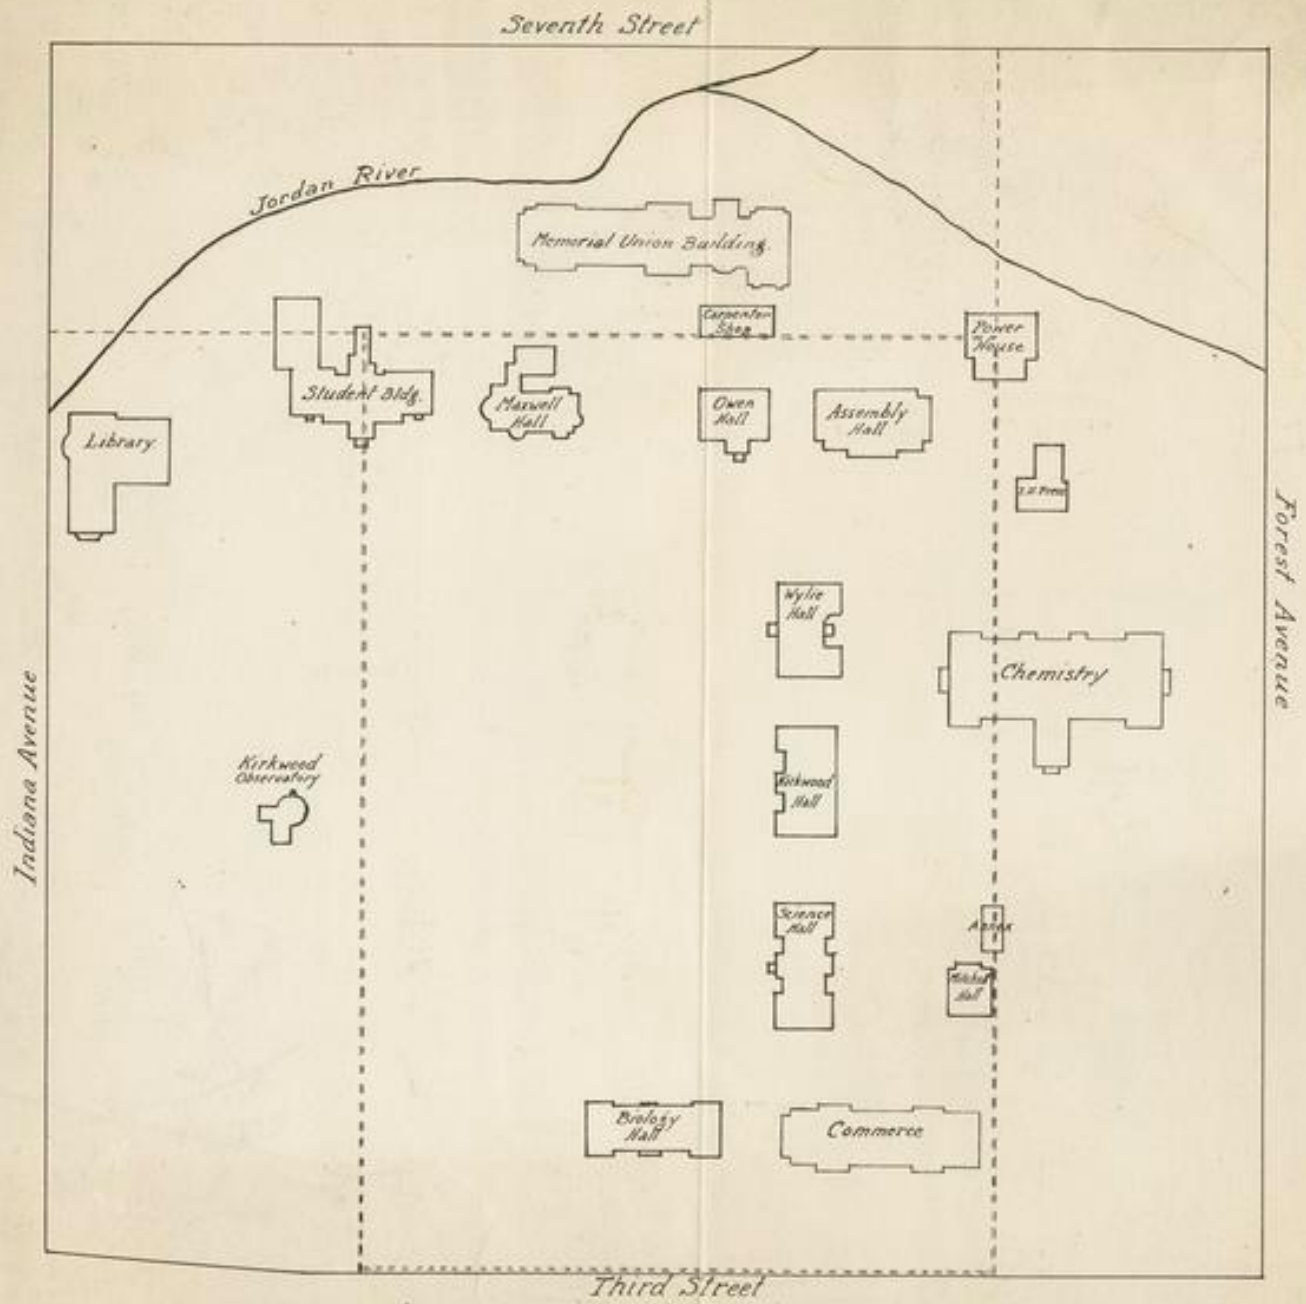 Seventh Street
Jordan River
Memorial Union Building.
Carpenter
Shop
Power
House
Student Bldg.
Maxwell
Hall
Owen
Hall
Assembly
Hall
Library
Forest Avenue
Wylie
Hall
Chemistry
Indiana Avenue
Kirkwood
Observatory
Kirkwood
Hall
Science
Hall
Annex
Mitchell
Hall
Biology
Hall
Commerce
Third Street